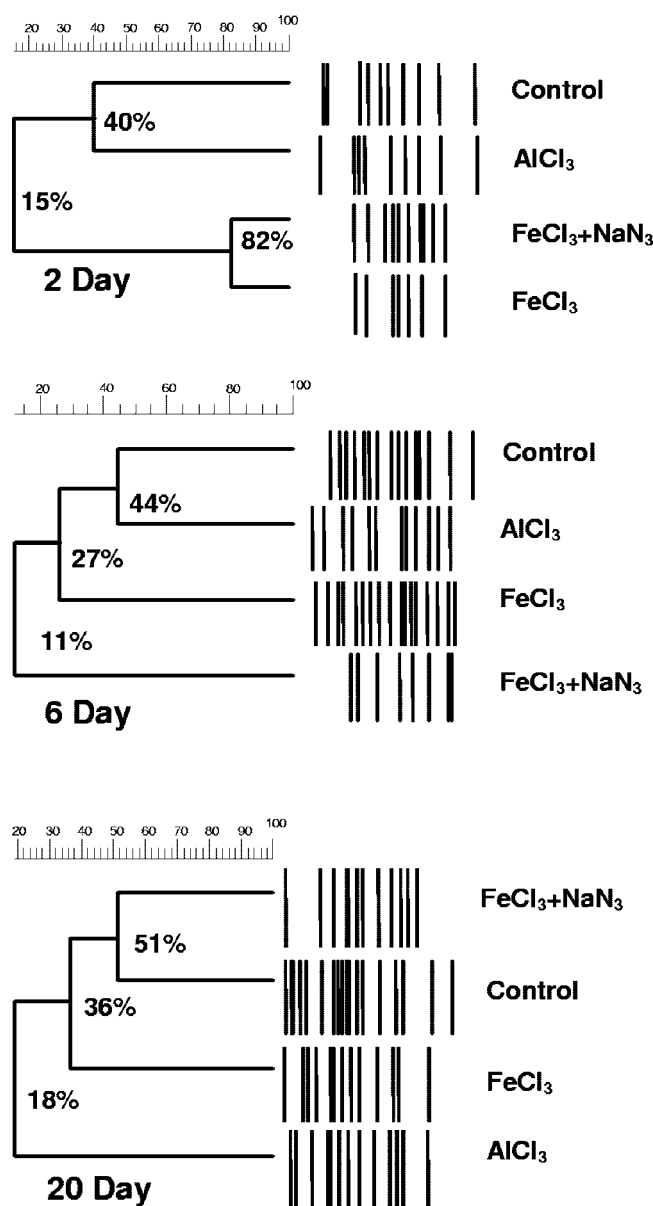 20 30 40 50 60 70 80 90 100
Control
40%
AlCl₃
15%
FeCl₃+NaN₃
82%
2 Day
FeCl₃
20 40 60 80 100
Control
44%
AlCl₃
27%
FeCl₃
11%
FeCl₃+NaN₃
6 Day
20 30 40 50 60 70 80 90 100
FeCl₃+NaN₃
51%
Control
36%
FeCl₃
18%
AlCl₃
20 Day